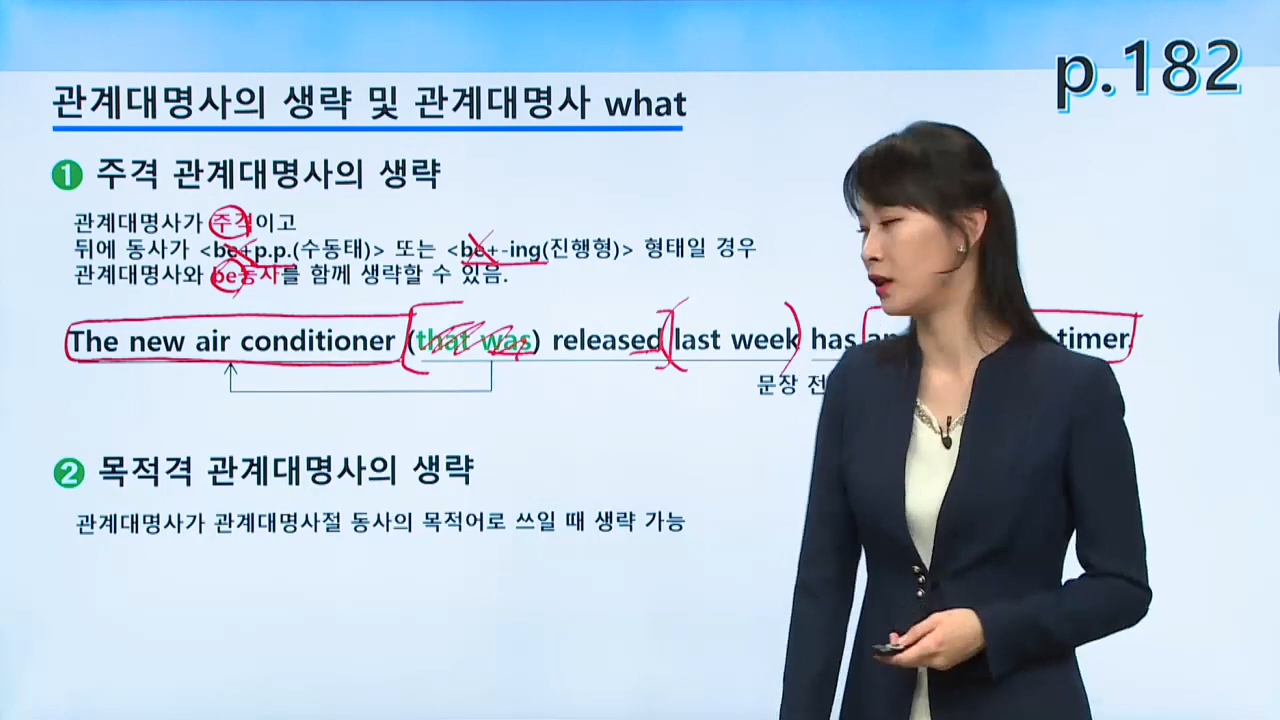 p.182
관계대명사의 생략 및 관계대명사 what
1 주격 관계대명사의 생략
관계대명사가 주격이고
뒤에 동사가 <be+p.p.(수동태)> 또는 <be+-ing(진행형)> 형태일 경우
관계대명사와 be동사를 함께 생략할 수 있음.
The new air conditioner (that was) released last week has timer.
문장
2 목적격 관계대명사의 생략
관계대명사가 관계대명사절 동사의 목적어로 쓰일 때 생략 가능